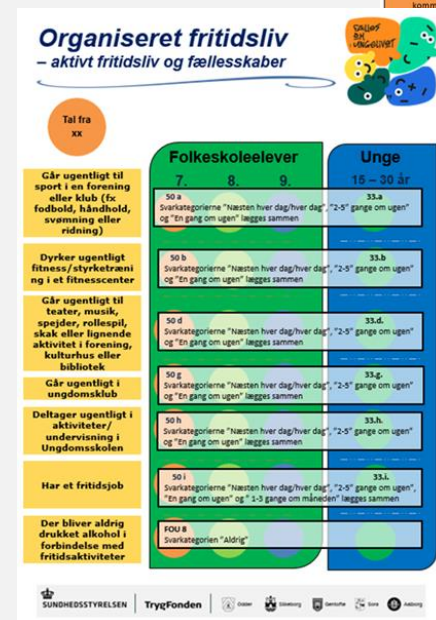 komm
Organiseret fritidsliv
– aktivt fritidsliv og fællesskaber
FÆLLES
OM
UNGELIVET
Tal fra
xx
Folkeskoleelever
Unge
7. 8. 9.
15 – 30 år
Går ugentligt til
sport i en forening
eller klub (fx
fodbold, håndbold,
svømning eller
ridning)
50 a 33.a
Svarkategorierne "Næsten hver dag/hver dag", "2-5" gange om ugen"
og "En gang om ugen" lægges sammen
Dyrker ugentligt
fitness/styrketræni
ng i et fitnesscenter
50 b 33.b
Svarkategorierne "Næsten hver dag/hver dag", "2-5" gange om ugen"
og "En gang om ugen" lægges sammen
Går ugentligt til
teater, musik,
spejder, rollespil,
skak eller lignende
aktivitet i forening,
kulturhus eller
bibliotek
50 d 33.d.
Svarkategorierne "Næsten hver dag/hver dag", "2-5" gange om ugen"
og "En gang om ugen" lægges sammen
Går ugentligt i
ungdomsklub
50 g 33.g.
Svarkategorierne "Næsten hver dag/hver dag", "2-5" gange om ugen"
og "En gang om ugen" lægges sammen
Deltager ugentligt i
aktiviteter/
undervisning i
Ungdomsskolen
50 h 33.h.
Svarkategorierne "Næsten hver dag/hver dag", "2-5" gange om ugen"
og "En gang om ugen" lægges sammen
Har et fritidsjob
50 i 33.i.
Svarkategorierne "Næsten hver dag/hver dag", "2-5" gange om ugen",
"En gang om ugen" og " 1-3 gange om måneden" lægges sammen
Der bliver aldrig
drukket alkohol i
forbindelse med
fritidsaktiviteter
FOU 8
Svarkategorien "Aldrig"
SUNDHEDSSTYRELSEN TrygFonden Odder Silkeborg Gentofte Sorø Aalborg